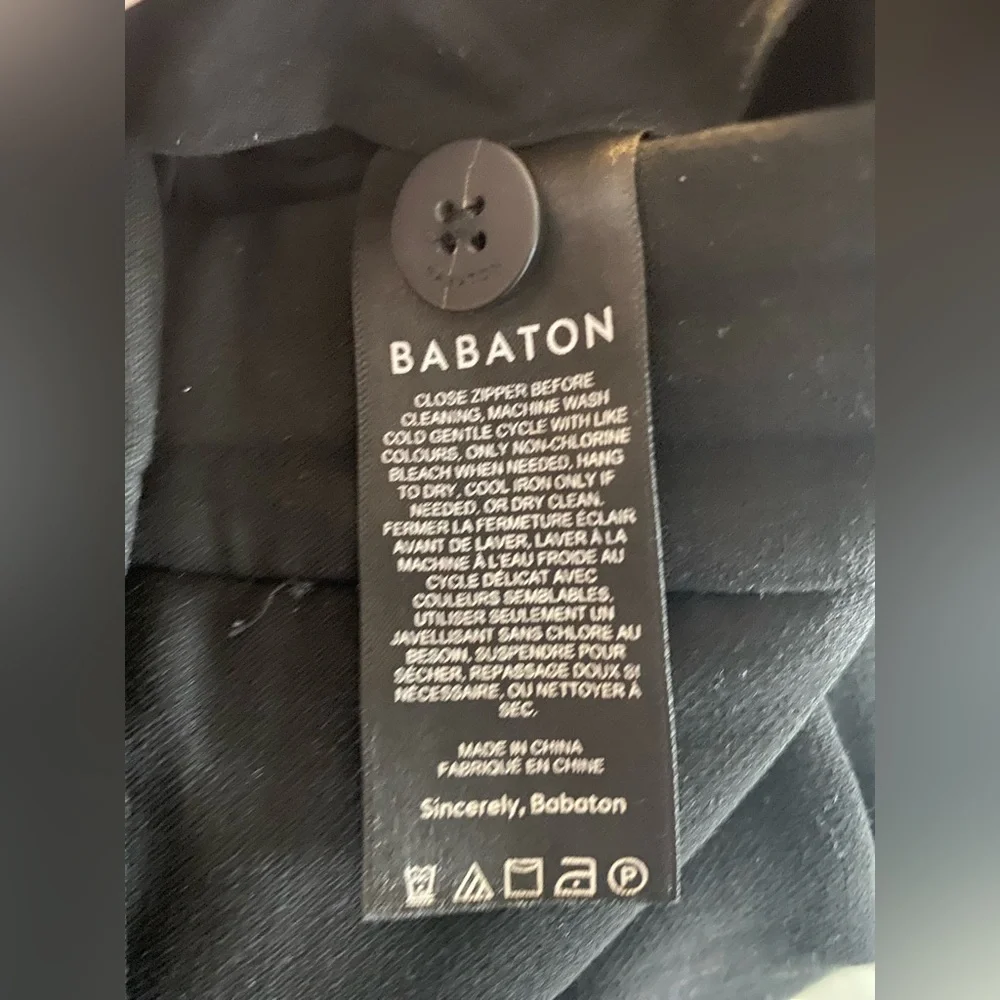 BABATON
BABATON
CLOSE ZIPPER BEFORE
CLEANING, MACHINE WASH
COLD GENTLE CYCLE WITH LIKE
COLOURS, ONLY NON-CHLORINE
BLEACH WHEN NEEDED, HANG
TO DRY, COOL IRON ONLY IF
NEEDED, OR DRY CLEAN.
FERMER LA FERMETURE ÉCLAIR
AVANT DE LAVER, LAVER À LA
MACHINE À L'EAU FROIDE AU
CYCLE DÉLICAT AVEC
COULEURS SEMBLABLES,
UTILISER SEULEMENT UN
JAVELLISANT SANS CHLORE AU
BESOIN, SUSPENDRE POUR
SÉCHER, REPASSAGE DOUX SI
NÉCESSAIRE, OU NETTOYER À
SEC.
MADE IN CHINA
FABRIQUÉ EN CHINE
Sincerely, Babaton
P